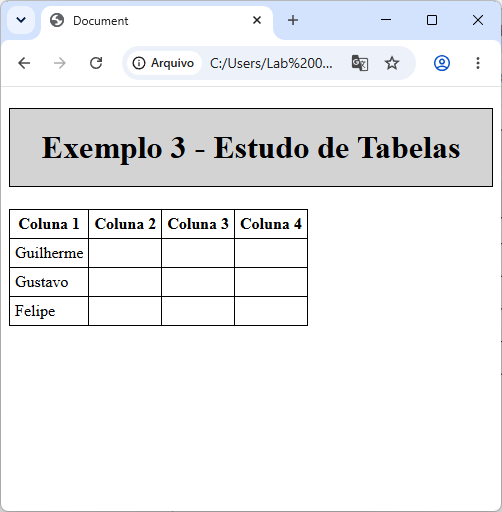 Document
Arquivo C:/Users/Lab%200...
Exemplo 3 - Estudo de Tabelas
Coluna 1 Coluna 2 Coluna 3 Coluna 4
Guilherme
Gustavo
Felipe